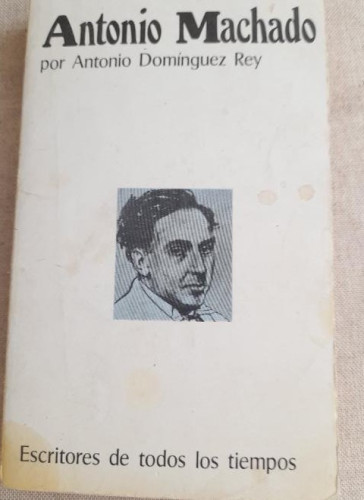 Antonio Machado
por Antonio Domínguez Rey
Escritores de todos los tiempos